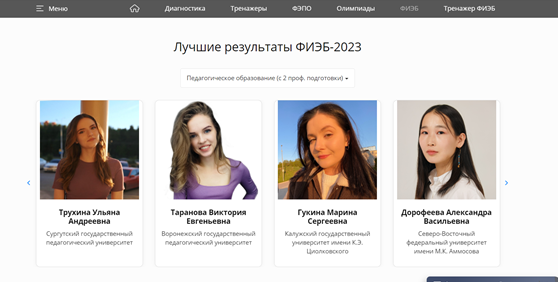 Меню
Диагностика
Тренажеры
ФЭПО
Олимпиады
ФИЭБ
Тренажер ФИЭБ
Лучшие результаты ФИЭБ-2023
Педагогическое образование (с 2 проф. подготовки)
Трухина Ульяна
Андреевна
Сургутский государственный
педагогический университет
Таранова Виктория
Евгеньевна
Воронежский государственный
педагогический университет
Гукина Марина
Сергеевна
Калужский государственный
университет имени К.Э.
Циолковского
Дорофеева Александра
Васильевна
Северо-Восточный
федеральный университет
имени М.К. Аммосова